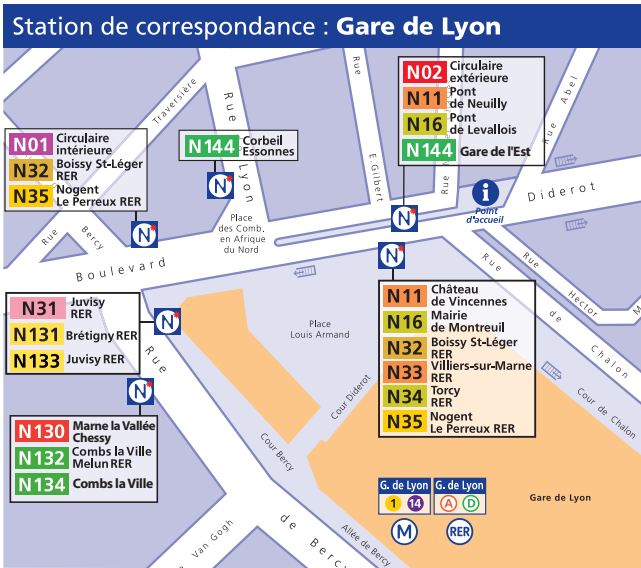 Station de correspondance : Gare de Lyon
N02 Circulaire
extérieure
N11 Pont
de Neuilly
N16 Pont
de Levallois
N144 Gare de l'Est
N01 Circulaire
intérieure
N32 Boissy St-Léger
RER
N35 Nogent
Le Perreux RER
N144 Corbeil
Essonnes
N
N
N
N
i
Point
d'accueil
Rue Traversière
Rue Lyon
Rue
E. Gilbert
Rue
Rue Abel
Diderot
Place
des Comb.
en Afrique
du Nord
Rue Bercy
Boulevard
N31 Juvisy
RER
N131 Brétigny RER
N133 Juvisy RER
N
N
N130 Marne la Vallée
Chessy
N132 Combs la Ville
Melun RER
N134 Combs la Ville
N11 Château
de Vincennes
N16 Mairie
de Montreuil
N32 Boissy St-Léger
RER
N33 Villiers-sur-Marne
RER
N34 Torcy
RER
N35 Nogent
Le Perreux RER
Place
Louis Armand
Rue de Chalon
Rue Hector M
Cour Diderot
Cour de Chalon
Cour Bercy
Rue
de Bercy
Van Gogh
Allée de Bercy
G. de Lyon
1 14
M
G. de Lyon
A D
RER
Gare de Lyon